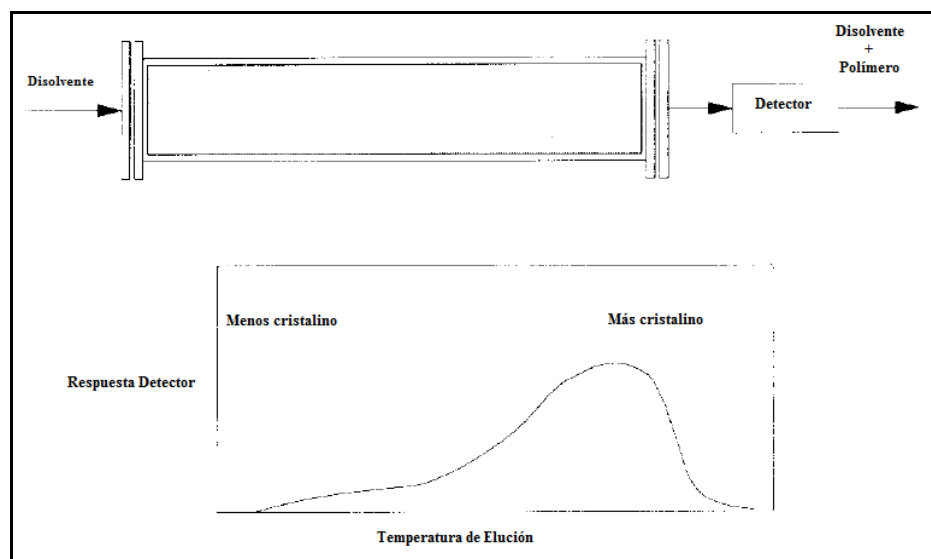 Disolvente
+
Polímero
Disolvente
Detector
Menos cristalino
Más cristalino
Respuesta Detector
Temperatura de Elución